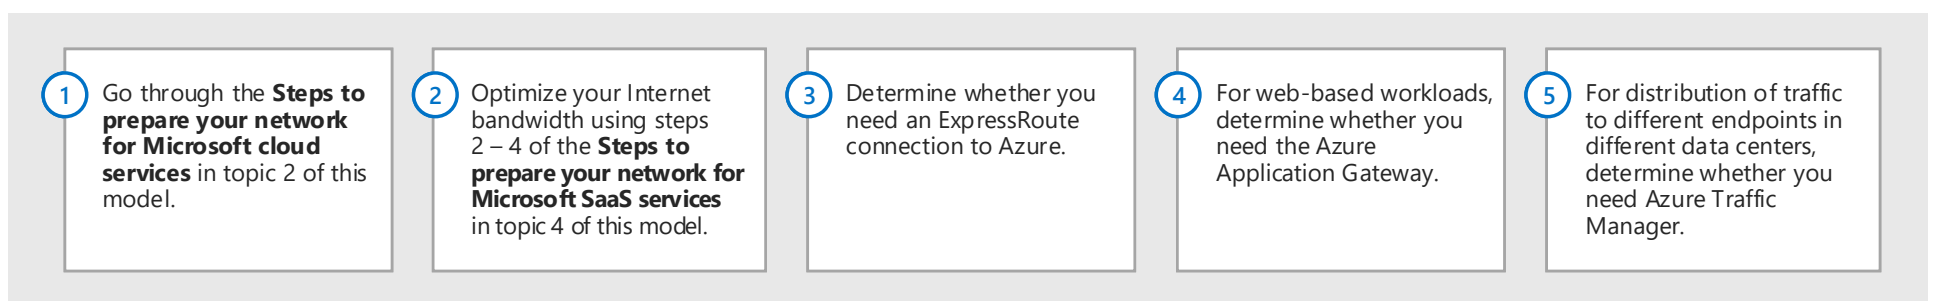 1
Go through the Steps to
prepare your network
for Microsoft cloud
services in topic 2 of this
model.
2
Optimize your Internet
bandwidth using steps
2 – 4 of the Steps to
prepare your network for
Microsoft SaaS services
in topic 4 of this model.
3
Determine whether you
need an ExpressRoute
connection to Azure.
4
For web-based workloads,
determine whether you
need the Azure
Application Gateway.
5
For distribution of traffic
to different endpoints in
different data centers,
determine whether you
need Azure Traffic
Manager.